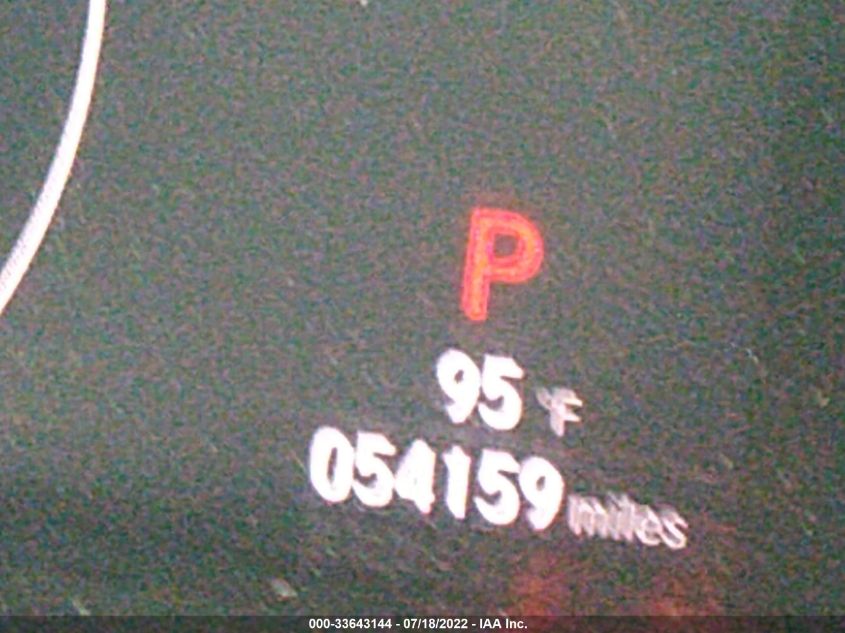 P
95 °F
054159 miles
000-33643144 - 07/18/2022 - IAA Inc.